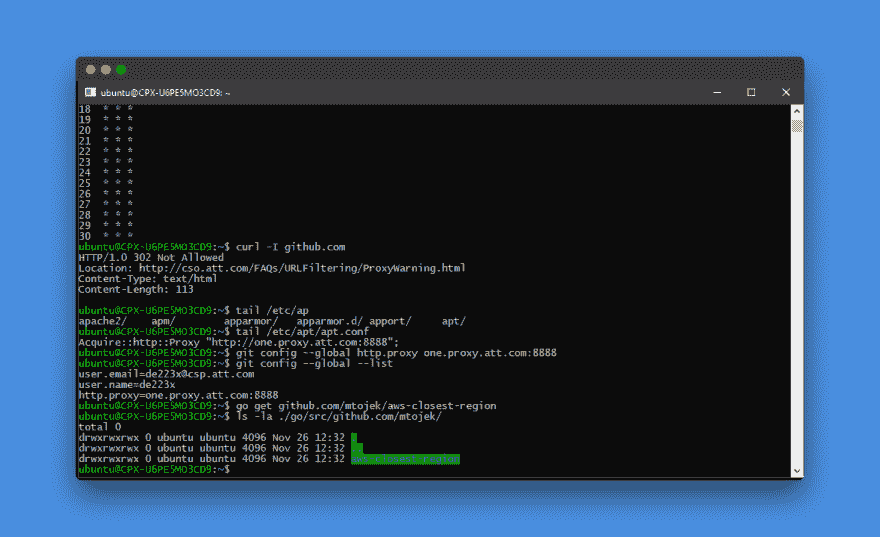 ubuntu@CPX-U6PE5MO3CD9: ~
18 * * *
19 * * *
20 * * *
21 * * *
22 * * *
23 * * *
24 * * *
25 * * *
26 * * *
27 * * *
28 * * *
29 * * *
30 * * *
ubuntu@CPX-U6PE5MO3CD9:~$ curl -I github.com
HTTP/1.0 302 Not Allowed
Location: http://cso.att.com/FAQs/URLFiltering/ProxyWarning.html
Content-Type: text/html
Content-Length: 113
ubuntu@CPX-U6PE5MO3CD9:~$ tail /etc/ap
apache2/ apm/ apparmor/ apparmor.d/ apport/ apt/
ubuntu@CPX-U6PE5MO3CD9:~$ tail /etc/apt/apt.conf
Acquire::http::Proxy "http://one.proxy.att.com:8888";
ubuntu@CPX-U6PE5MO3CD9:~$ git config --global http.proxy one.proxy.att.com:8888
ubuntu@CPX-U6PE5MO3CD9:~$ git config --global --list
user.email=de223x@csp.att.com
user.name=de223x
http.proxy=one.proxy.att.com:8888
ubuntu@CPX-U6PE5MO3CD9:~$ go get github.com/mtojek/aws-closest-region
ubuntu@CPX-U6PE5MO3CD9:~$ ls -la ./go/src/github.com/mtojek/
total 0
drwxrwxrwx 0 ubuntu ubuntu 4096 Nov 26 12:32
drwxrwxrwx 0 ubuntu ubuntu 4096 Nov 26 12:32
drwxrwxrwx 0 ubuntu ubuntu 4096 Nov 26 12:32
ubuntu@CPX-U6PE5MO3CD9:~$